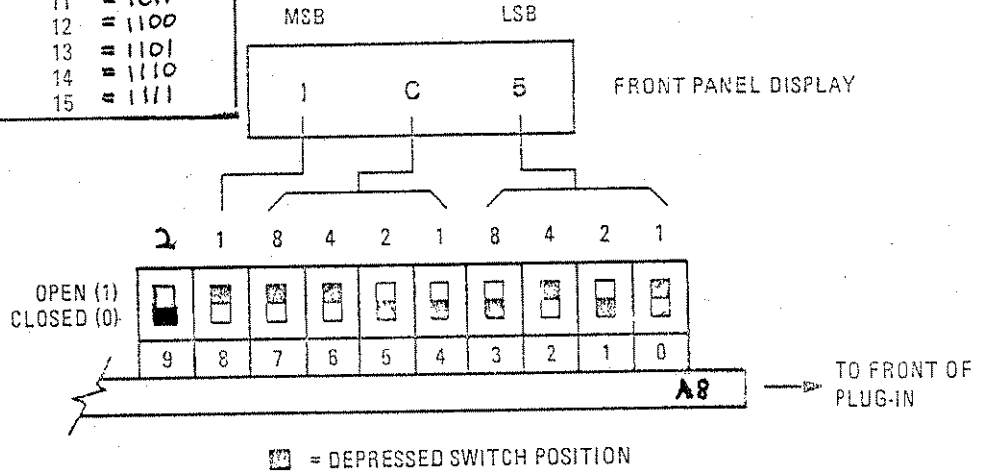 11 = 1011
12 = 1100
13 = 1101
14 = 1110
15 = 1111
MSB LSB
1 C 5
FRONT PANEL DISPLAY
2 1 8 4 2 1 8 4 2 1
OPEN (1)
CLOSED (0)
9 8 7 6 5 4 3 2 1 0
A8
TO FRONT OF
PLUG-IN
= DEPRESSED SWITCH POSITION